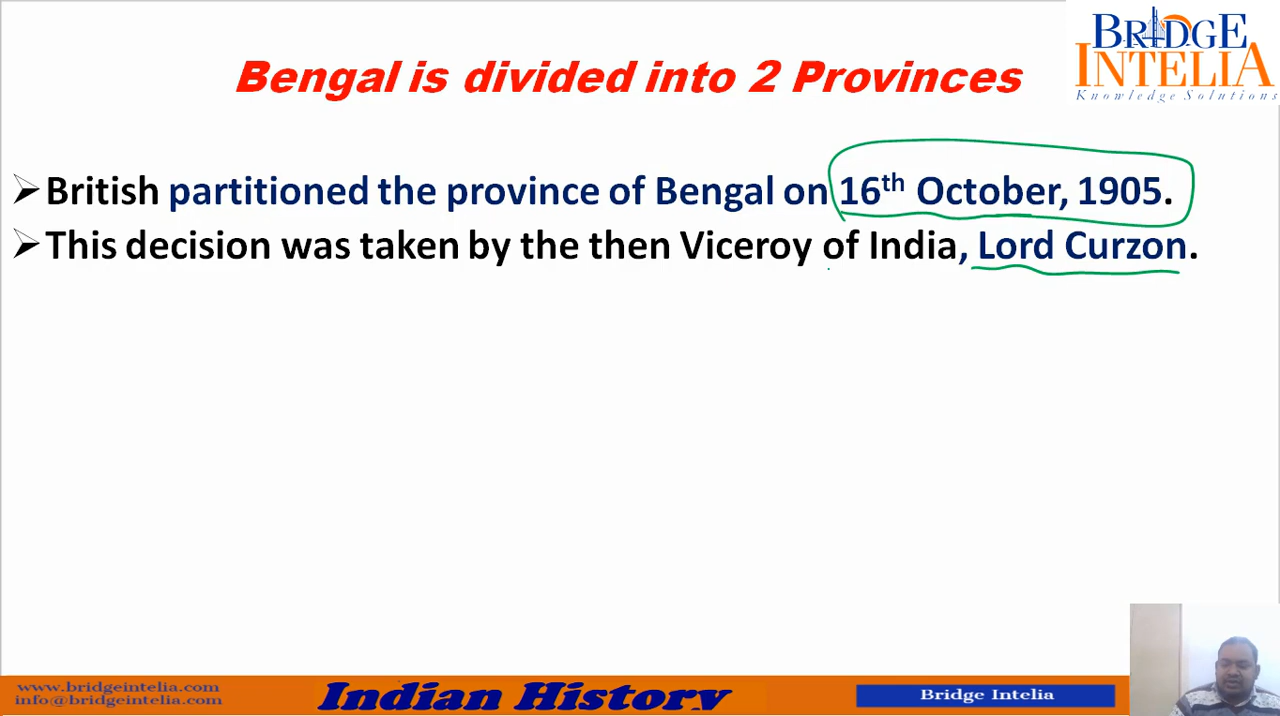 BRIDGE
INTELIA
Knowledge Solutions
Bengal is divided into 2 Provinces
➢British partitioned the province of Bengal on 16th October, 1905.
➢This decision was taken by the then Viceroy of India, Lord Curzon.
www.bridgeintelia.com
info@bridgeintelia.com
Indian History
Bridge Intelia